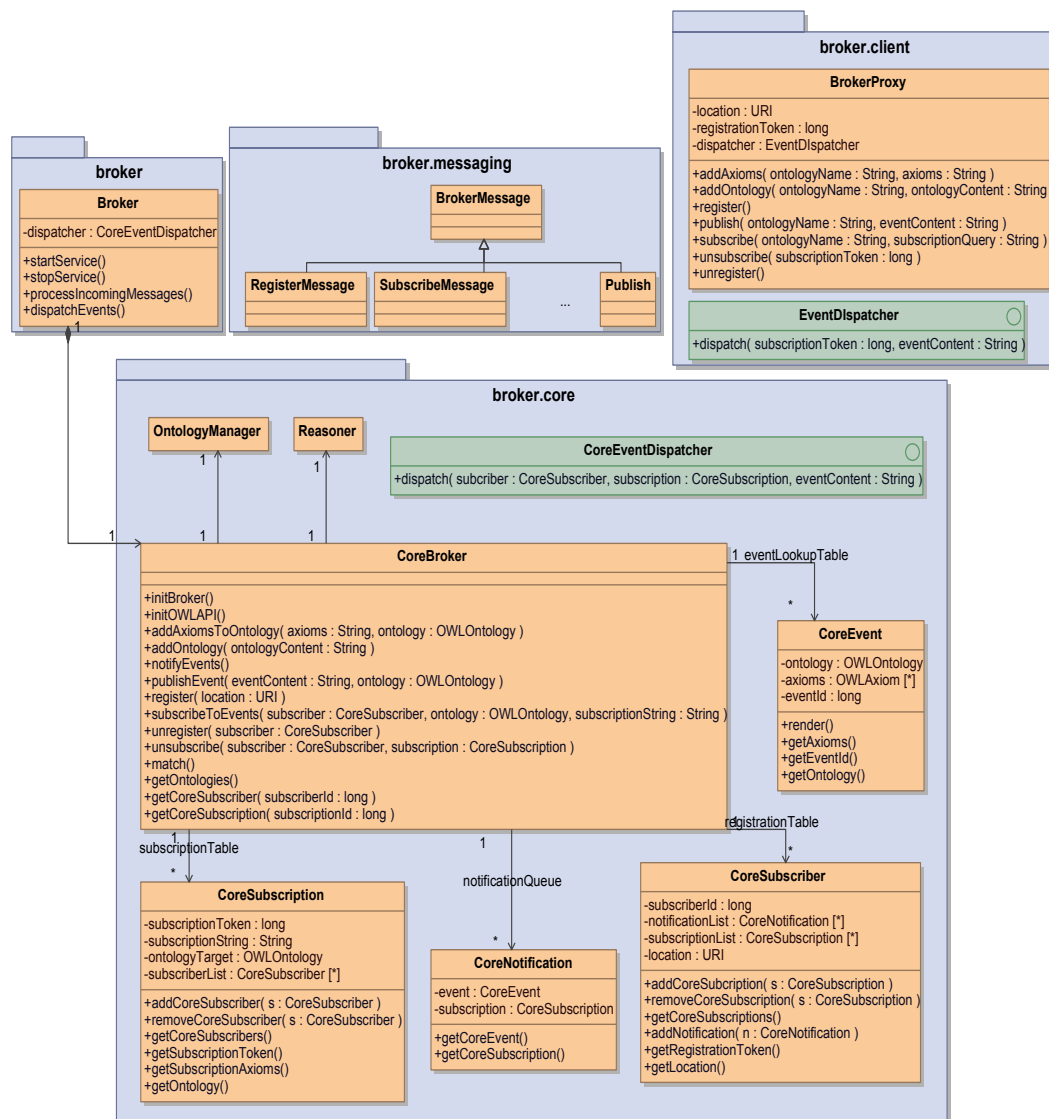 broker.client
BrokerProxy
-location : URI
-registrationToken : long
-dispatcher : EventDIspatcher
+addAxioms( ontologyName : String, axioms : String )
+addOntology( ontologyName : String, ontologyContent : String
+register()
+publish( ontologyName : String, eventContent : String )
+subscribe( ontologyName : String, subscriptionQuery : String )
+unsubscribe( subscriptionToken : long )
+unregister()
EventDIspatcher
+dispatch( subscriptionToken : long, eventContent : String )
broker
Broker
-dispatcher : CoreEventDispatcher
+startService()
+stopService()
+processIncomingMessages()
+dispatchEvents()
1
broker.messaging
BrokerMessage
RegisterMessage
SubscribeMessage
...
Publish
broker.core
OntologyManager
Reasoner
1
1
CoreEventDispatcher
+dispatch( subcriber : CoreSubscriber, subscription : CoreSubscription, eventContent : String )
1
1
1
CoreBroker
+initBroker()
+initOWLAPI()
+addAxiomsToOntology( axioms : String, ontology : OWLOntology )
+addOntology( ontologyContent : String )
+notifyEvents()
+publishEvent( eventContent : String, ontology : OWLOntology )
+register( location : URI )
+subscribeToEvents( subscriber : CoreSubscriber, ontology : OWLOntology, subscriptionString : String )
+unregister( subscriber : CoreSubscriber )
+unsubscribe( subscriber : CoreSubscriber, subscription : CoreSubscription )
+match()
+getOntologies()
+getCoreSubscriber( subscriberId : long )
+getCoreSubscription( subscriptionId : long )
1 eventLookupTable
*
CoreEvent
-ontology : OWLOntology
-axioms : OWLAxiom [*]
-eventId : long
+render()
+getAxioms()
+getEventId()
+getOntology()
1
subscriptionTable
*
CoreSubscription
-subscriptionToken : long
-subscriptionString : String
-ontologyTarget : OWLOntology
-subscriberList : CoreSubscriber [*]
+addCoreSubscriber( s : CoreSubscriber )
+removeCoreSubscriber( s : CoreSubscriber )
+getCoreSubscribers()
+getSubscriptionToken()
+getSubscriptionAxioms()
+getOntology()
1
notificationQueue
*
CoreNotification
-event : CoreEvent
-subscription : CoreSubscription
+getCoreEvent()
+getCoreSubscription()
1
registrationTable
*
CoreSubscriber
-subscriberId : long
-notificationList : CoreNotification [*]
-subscriptionList : CoreSubscription [*]
-location : URI
+addCoreSubcription( s : CoreSubscription )
+removeCoreSubscription( s : CoreSubscription )
+getCoreSubscriptions()
+addNotification( n : CoreNotification )
+getRegistrationToken()
+getLocation()